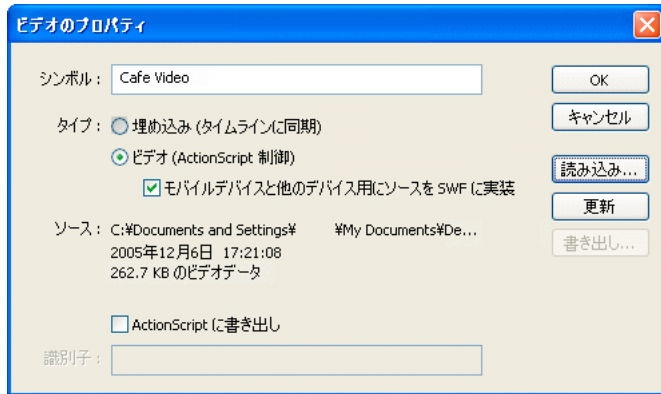 ビデオのプロパティ
シンボル： Cafe Video
OK
タイプ： 埋め込み (タイムラインに同期)
キャンセル
ビデオ (ActionScript 制御)
モバイルデバイスと他のデバイス用にソースを SWF に実装
読み込み...
更新
ソース： C:¥Documents and Settings¥ ¥My Documents¥De...
書き出し...
2005年12月6日 17:21:08
262.7 KB のビデオデータ
ActionScript に書き出し
識別子：